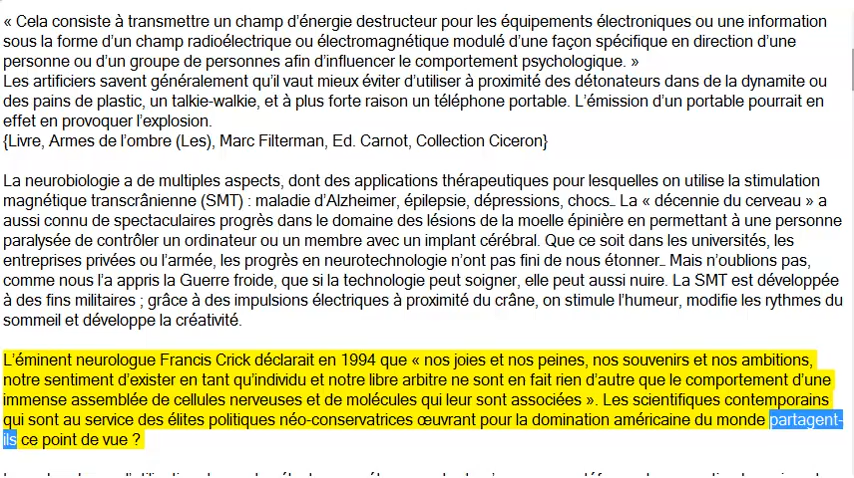 « Cela consiste à transmettre un champ d'énergie destructeur pour les équipements électroniques ou une information
sous la forme d'un champ radioélectrique ou électromagnétique modulé d'une façon spécifique en direction d'une
personne ou d'un groupe de personnes afin d'influencer le comportement psychologique. »
Les artificiers savent généralement qu'il vaut mieux éviter d'utiliser à proximité des détonateurs dans de la dynamite ou
des pains de plastic, un talkie-walkie, et à plus forte raison un téléphone portable. L'émission d'un portable pourrait en
effet en provoquer l'explosion.
{Livre, Armes de l'ombre (Les), Marc Filterman, Ed. Carnot, Collection Ciceron}
La neurobiologie a de multiples aspects, dont des applications thérapeutiques pour lesquelles on utilise la stimulation
magnétique transcrânienne (SMT) : maladie d'Alzheimer, épilepsie, dépressions, chocs… La « décennie du cerveau » a
aussi connu de spectaculaires progrès dans le domaine des lésions de la moelle épinière en permettant à une personne
paralysée de contrôler un ordinateur ou un membre avec un implant cérébral. Que ce soit dans les universités, les
entreprises privées ou l'armée, les progrès en neurotechnologie n'ont pas fini de nous étonner… Mais n'oublions pas,
comme nous l'a appris la Guerre froide, que si la technologie peut soigner, elle peut aussi nuire. La SMT est développée
à des fins militaires ; grâce à des impulsions électriques à proximité du crâne, on stimule l'humeur, modifie les rythmes du
sommeil et développe la créativité.
L'éminent neurologue Francis Crick déclarait en 1994 que « nos joies et nos peines, nos souvenirs et nos ambitions,
notre sentiment d'exister en tant qu'individu et notre libre arbitre ne sont en fait rien d'autre que le comportement d'une
immense assemblée de cellules nerveuses et de molécules qui leur sont associées ». Les scientifiques contemporains
qui sont au service des élites politiques néo-conservatrices œuvrant pour la domination américaine du monde partagent-
ils ce point de vue ?